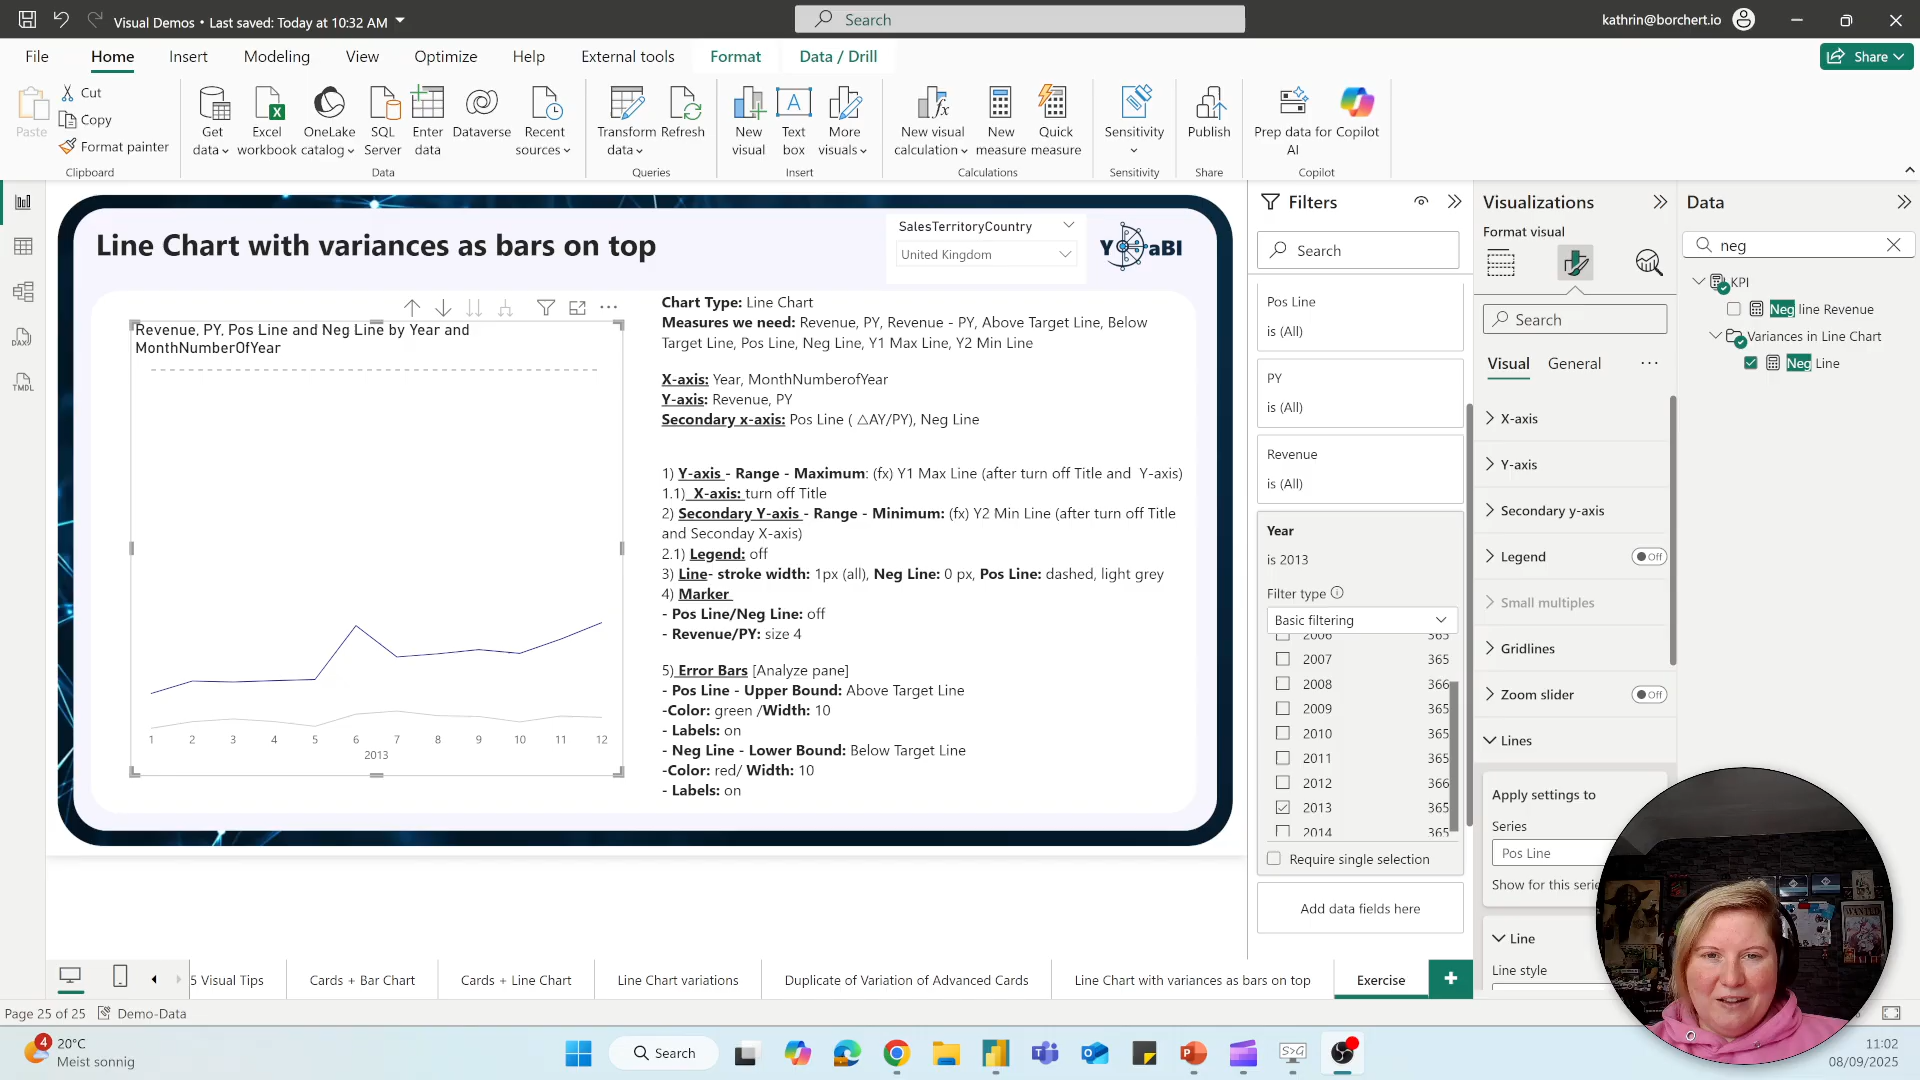 Visual Demos • Last saved: Today at 10:32 AM
Search
kathrin@borchert.io
File
Home
Insert
Modeling
View
Optimize
Help
External tools
Format
Data / Drill
Share
Paste
Cut
Copy
Format painter
Clipboard
Get data
Excel workbook
OneLake catalog
SQL Server
Enter data
Dataverse
Recent sources
Data
Transform data
Refresh
Queries
New visual
Text box
More visuals
Insert
New visual calculation
New measure
Quick measure
Calculations
Sensitivity
Sensitivity
Publish
Share
Prep data for AI
Copilot
Copilot
Line Chart with variances as bars on top
SalesTerritoryCountry
United Kingdom
YODaBI
Revenue, PY, Pos Line and Neg Line by Year and
MonthNumberOfYear
1 2 3 4 5 6 7 8 9 10 11 12
2013
Chart Type: Line Chart
Measures we need: Revenue, PY, Revenue - PY, Above Target Line, Below
Target Line, Pos Line, Neg Line, Y1 Max Line, Y2 Min Line
X-axis: Year, MonthNumberofYear
Y-axis: Revenue, PY
Secondary x-axis: Pos Line ( △AY/PY), Neg Line
1) Y-axis - Range - Maximum: (fx) Y1 Max Line (after turn off Title and Y-axis)
1.1) X-axis: turn off Title
2) Secondary Y-axis - Range - Minimum: (fx) Y2 Min Line (after turn off Title
and Seconday X-axis)
2.1) Legend: off
3) Line- stroke width: 1px (all), Neg Line: 0 px, Pos Line: dashed, light grey
4) Marker
- Pos Line/Neg Line: off
- Revenue/PY: size 4
5) Error Bars [Analyze pane]
- Pos Line - Upper Bound: Above Target Line
-Color: green /Width: 10
- Labels: on
- Neg Line - Lower Bound: Below Target Line
-Color: red/ Width: 10
- Labels: on
Filters
Search
Pos Line
is (All)
PY
is (All)
Revenue
is (All)
Year
is 2013
Filter type
Basic filtering
2006 365
2007 365
2008 366
2009 365
2010 365
2011 365
2012 366
2013 365
2014 365
Require single selection
Add data fields here
Visualizations
Format visual
Search
Visual
General
X-axis
Y-axis
Secondary y-axis
Legend
Off
Small multiples
Gridlines
Zoom slider
Off
Lines
Apply settings to
Series
Pos Line
Show for this serie
Line
Line style
Data
neg
KPI
Neg line Revenue
Variances in Line Chart
Neg Line
WANTED
5 Visual Tips
Cards + Bar Chart
Cards + Line Chart
Line Chart variations
Duplicate of Variation of Advanced Cards
Line Chart with variances as bars on top
Exercise
Page 25 of 25
Demo-Data
4
20°C
Meist sonnig
Search
11:02
08/09/2025